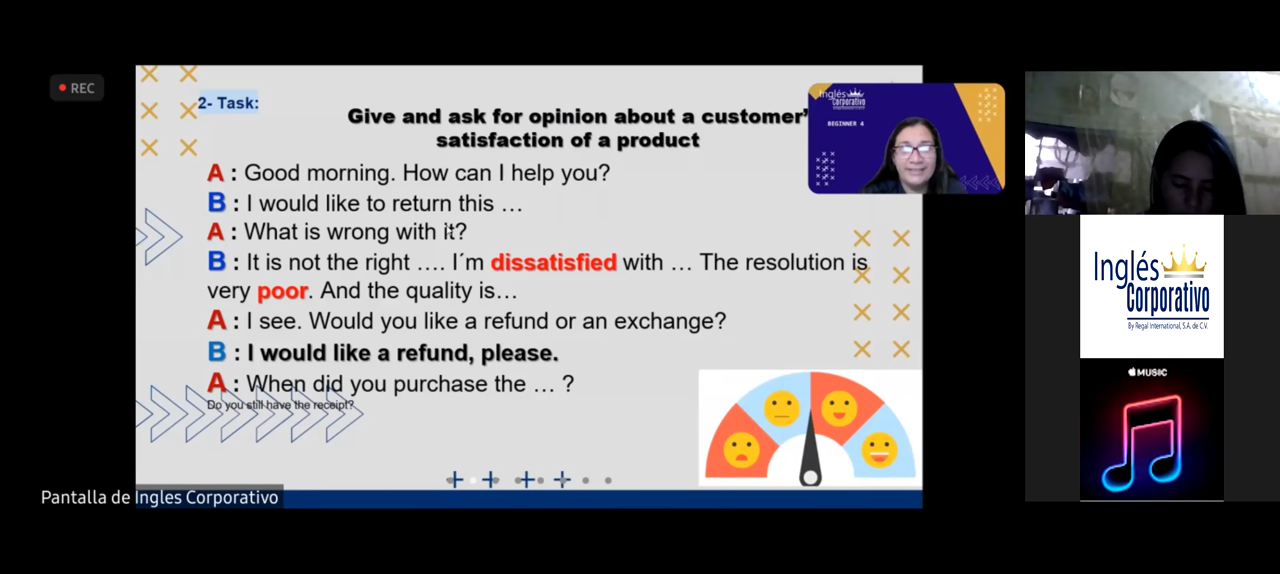 REC
2- Task:
Give and ask for opinion about a customer'
satisfaction of a product
A : Good morning. How can I help you?
B : I would like to return this …
A : What is wrong with it?
B : It is not the right …. I´m dissatisfied with … The resolution is
very poor. And the quality is…
A : I see. Would you like a refund or an exchange?
B : I would like a refund, please.
A : When did you purchase the … ?
Do you still have the receipt?
Pantalla de Ingles Corporativo
Inglés
Corporativo
BEGINNER 4
Inglés
Corporativo
By Regal International, S.A. de C.V.
MUSIC